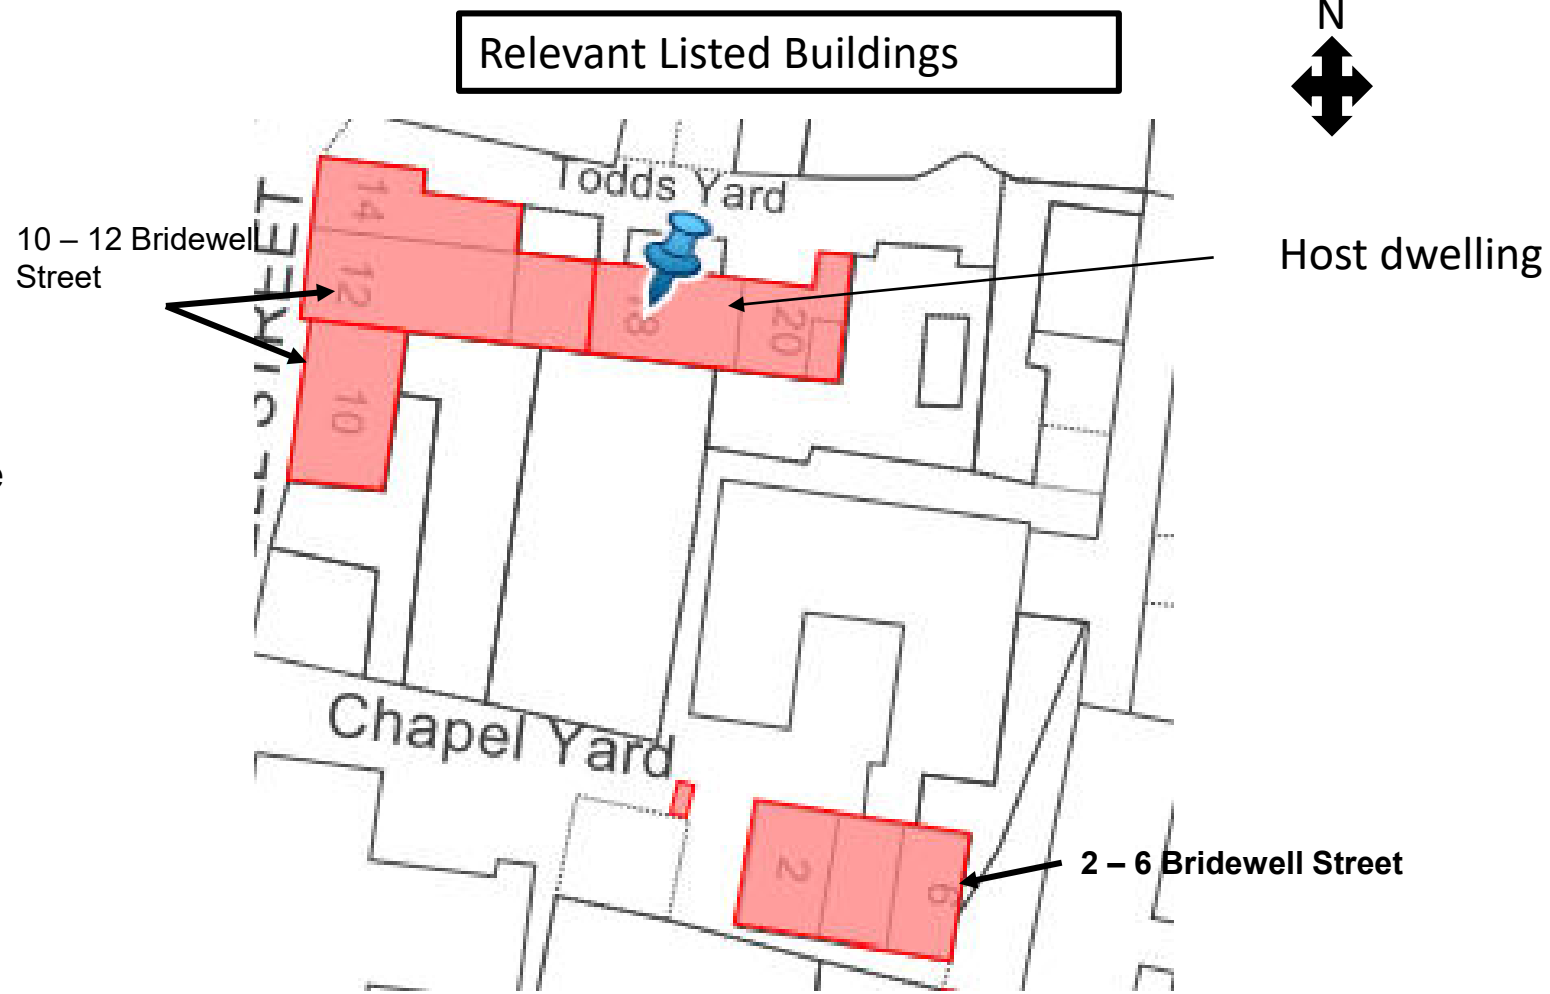 N
Relevant Listed Buildings
Todds Yard
14
10 – 12 Bridewell
Street
12
18
20
Host dwelling
10
e
Chapel Yard
2
6
2 – 6 Bridewell Street